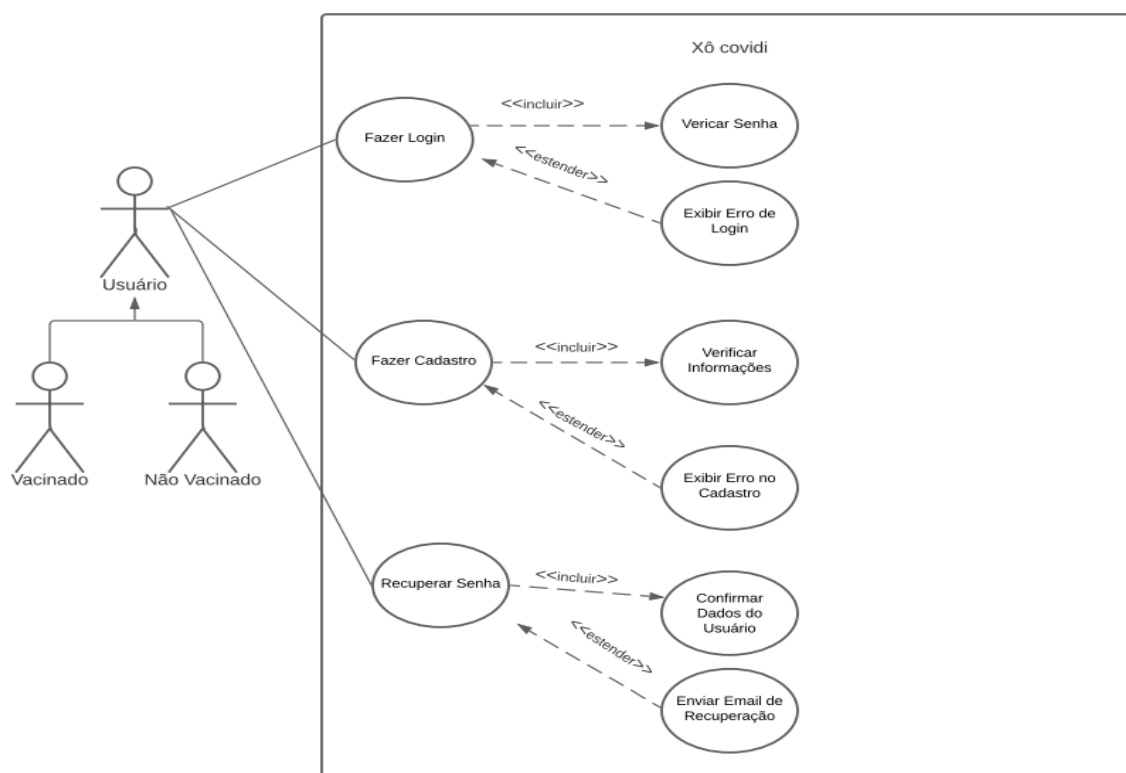 Xô covidi
<<incluir>>
Fazer Login
Vericar Senha
<<estender>>
Exibir Erro de
Login
Usuário
<<incluir>>
Fazer Cadastro
Verificar
Informações
<<estender>>
Vacinado
Não Vacinado
Exibir Erro no
Cadastro
<<incluir>>
Recuperar Senha
Confirmar
Dados do
Usuário
<<estender>>
Enviar Email de
Recuperação